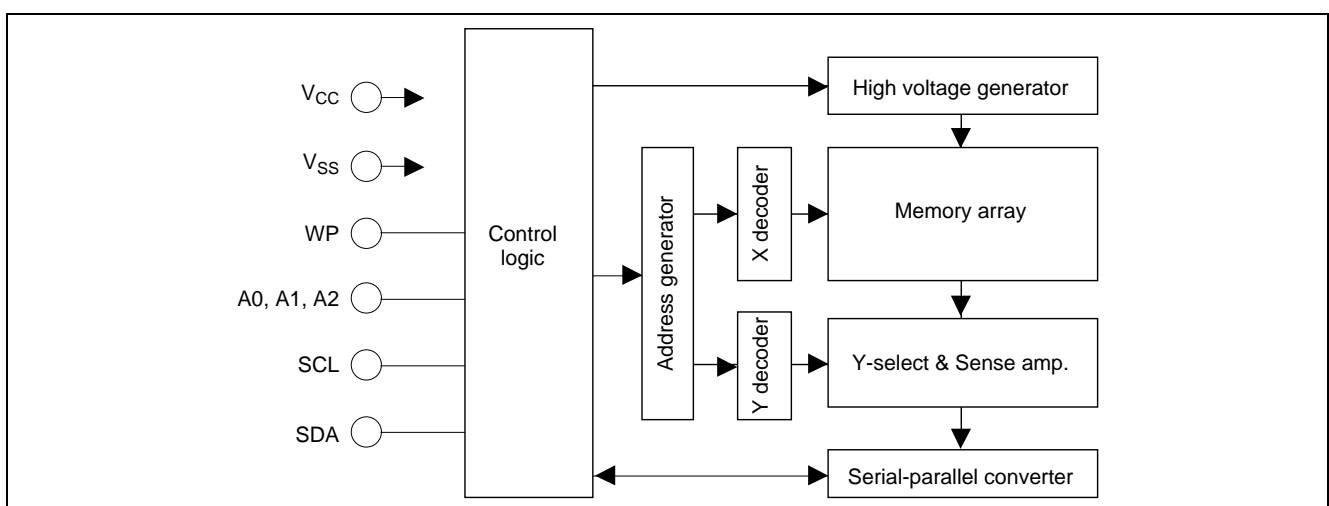 VCC
VSS
WP
A0, A1, A2
SCL
SDA
Control
logic
Address generator
X decoder
Y decoder
High voltage generator
Memory array
Y-select & Sense amp.
Serial-parallel converter